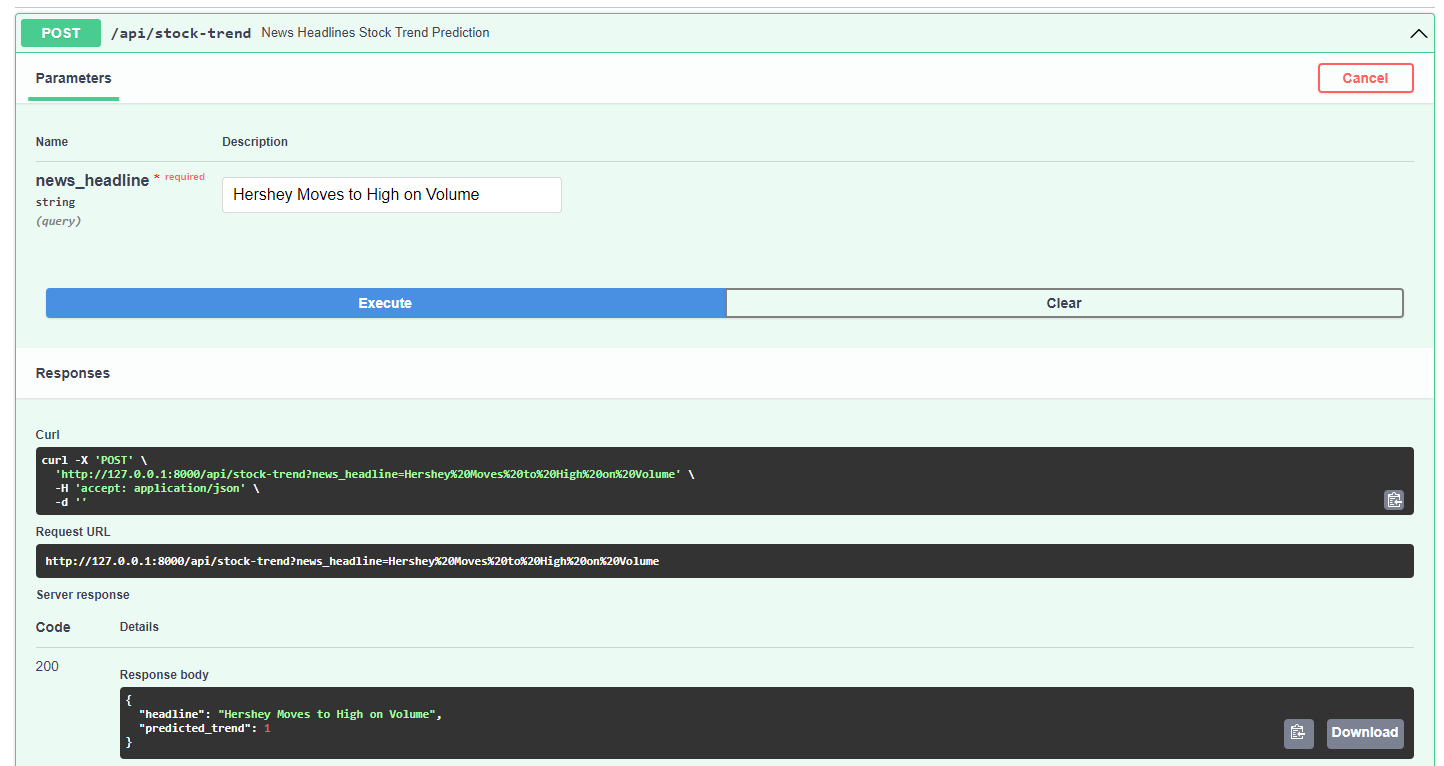 POST /api/stock-trend News Headlines Stock Trend Prediction
Parameters
Cancel
Name Description
news_headline * required
string
(query)
Hershey Moves to High on Volume
Execute Clear
Responses
Curl
curl -X 'POST' \
  'http://127.0.0.1:8000/api/stock-trend?news_headline=Hershey%20Moves%20to%20High%20on%20Volume' \
  -H 'accept: application/json' \
  -d ''
Request URL
http://127.0.0.1:8000/api/stock-trend?news_headline=Hershey%20Moves%20to%20High%20on%20Volume
Server response
Code Details
200
Response body
{
  "headline": "Hershey Moves to High on Volume",
  "predicted_trend": 1
}
Download